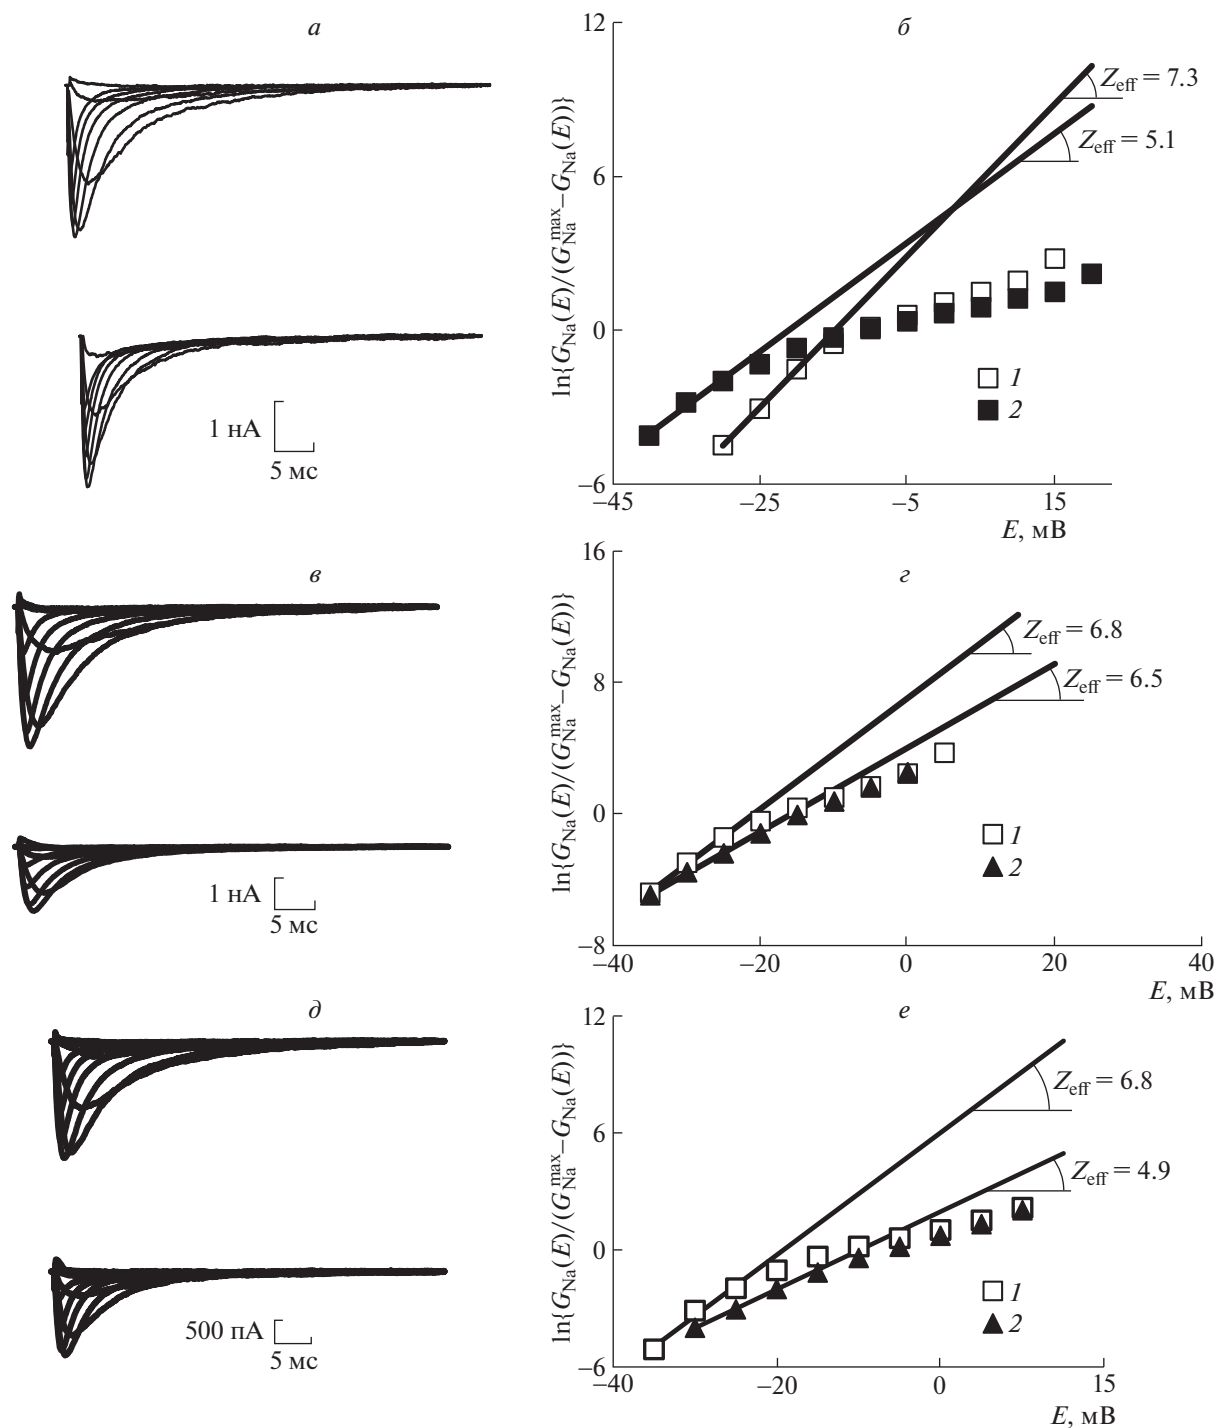 а
1 нА
5 мс
б
12
6
0
–6
ln{G_Na(E)/(G_Na^max–G_Na(E))}
Z_eff = 7.3
Z_eff = 5.1
1
2
–45
–25
–5
15
E, мВ
в
1 нА
5 мс
г
16
8
0
–8
ln{G_Na(E)/(G_Na^max–G_Na(E))}
Z_eff = 6.8
Z_eff = 6.5
1
2
–40
–20
0
20
40
E, мВ
д
500 пА
5 мс
е
12
6
0
–6
ln{G_Na(E)/(G_Na^max–G_Na(E))}
Z_eff = 6.8
Z_eff = 4.9
1
2
–40
–20
0
15
E, мВ